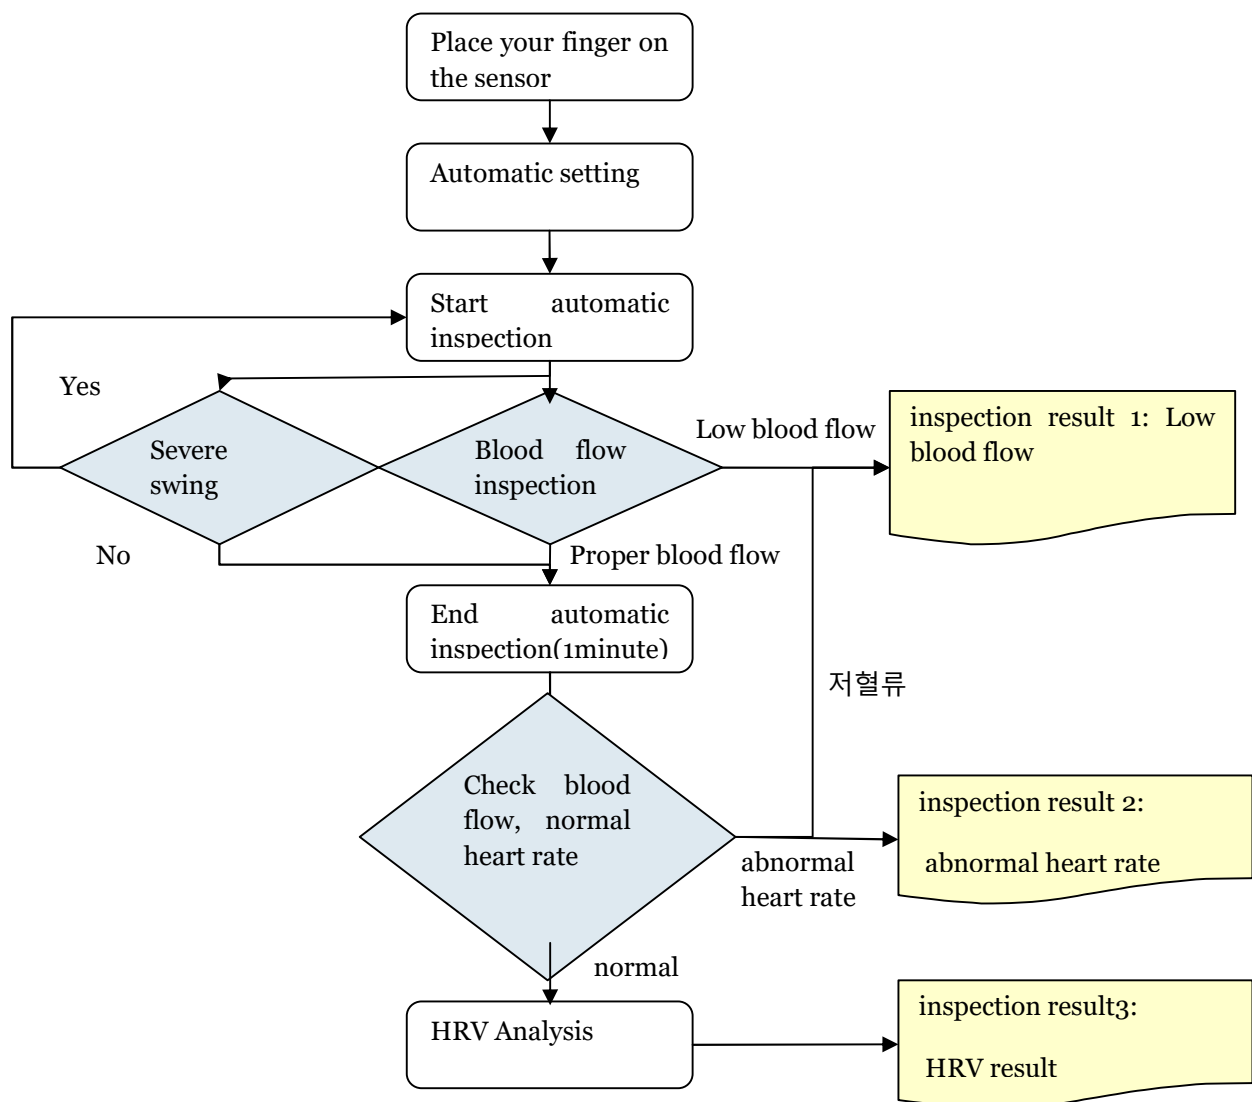 Place your finger on
the sensor
Automatic setting
Start automatic
inspection
Yes
Severe
swing
Blood flow
inspection
Low blood flow
inspection result 1: Low
blood flow
No
Proper blood flow
End automatic
inspection(1minute)
저혈류
Check blood
flow, normal
heart rate
abnormal
heart rate
inspection result 2:
abnormal heart rate
normal
HRV Analysis
inspection result3:
HRV result